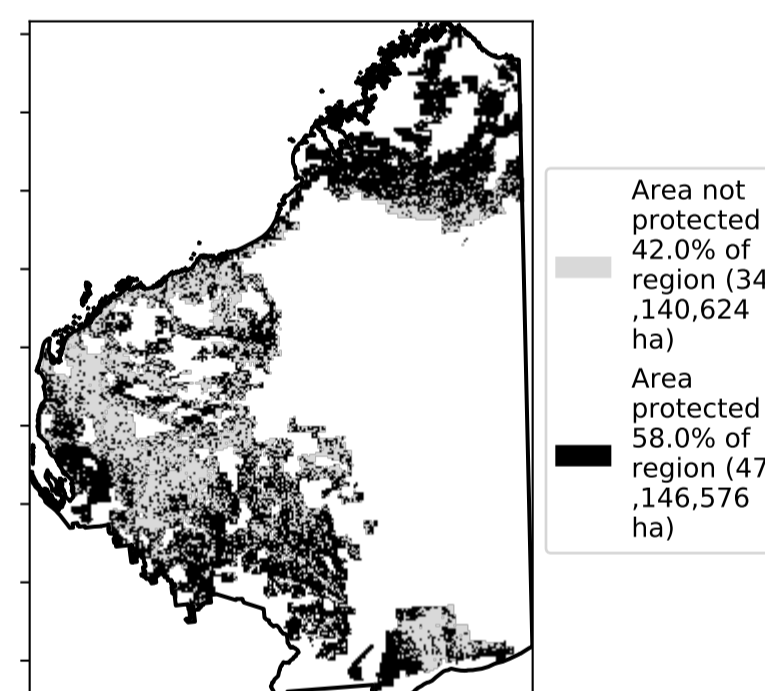 Area not
protected
42.0% of
region (34
,140,624
ha)
Area
protected
58.0% of
region (47
,146,576
ha)